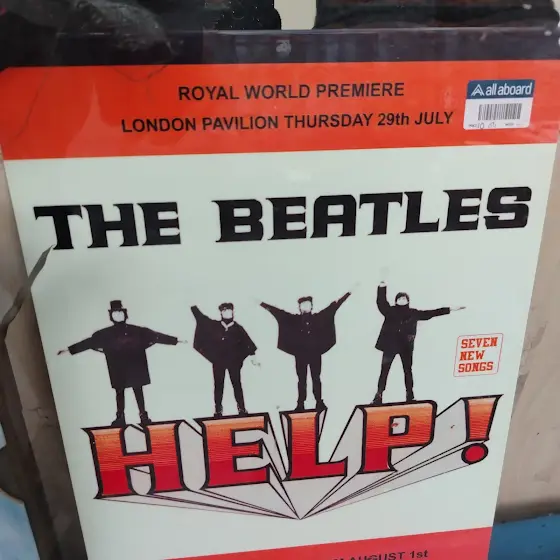 ROYAL WORLD PREMIERE
LONDON PAVILION THURSDAY 29th JULY
allaboard
THE BEATLES
SEVEN
NEW
SONGS
HELP!
AUGUST 1st